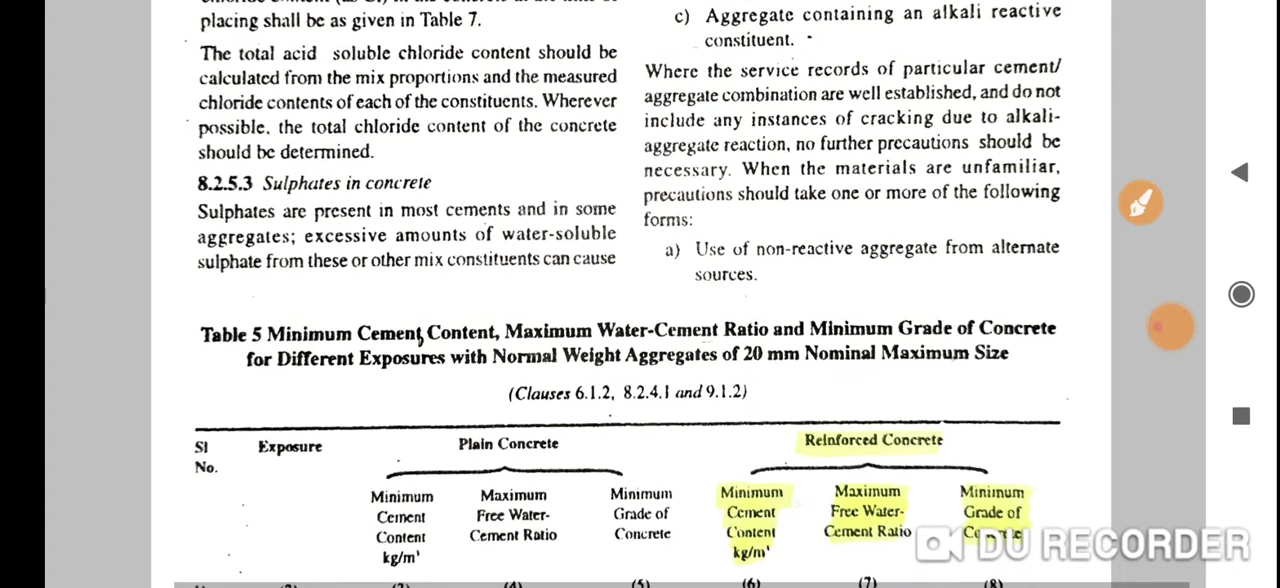 placing shall be as given in Table 7.
The total acid soluble chloride content should be
calculated from the mix proportions and the measured
chloride contents of each of the constituents. Wherever
possible, the total chloride content of the concrete
should be determined.
8.2.5.3 Sulphates in concrete
Sulphates are present in most cements and in some
aggregates; excessive amounts of water-soluble
sulphate from these or other mix constituents can cause
c) Aggregate containing an alkali reactive
constituent.
Where the service records of particular cement/
aggregate combination are well established, and do not
include any instances of cracking due to alkali-
aggregate reaction, no further precautions should be
necessary. When the materials are unfamiliar,
precautions should take one or more of the following
forms:
a) Use of non-reactive aggregate from alternate
sources.
Table 5 Minimum Cement Content, Maximum Water-Cement Ratio and Minimum Grade of Concrete
for Different Exposures with Normal Weight Aggregates of 20 mm Nominal Maximum Size
(Clauses 6.1.2, 8.2.4.1 and 9.1.2)
Sl Exposure Plain Concrete Reinforced Concrete
No.
Minimum Maximum Minimum Minimum Maximum Minimum
Cement Free Water- Grade of Cement Free Water- Grade of
Content Cement Ratio Concrete Content Cement Ratio
kg/m³ kg/m³
(4) (5) (6) (7) (8)
DU RECORDER